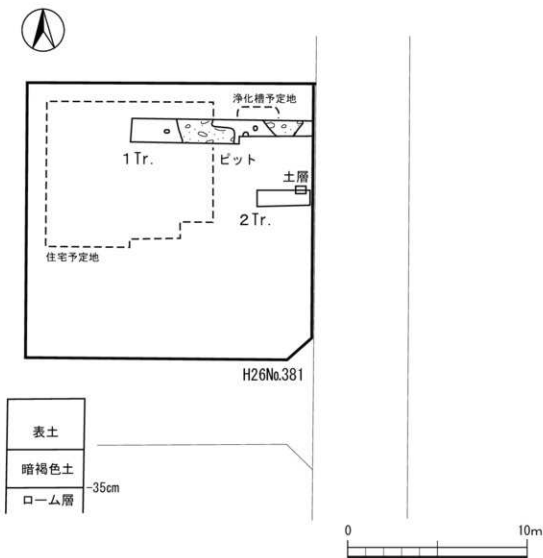 浄化槽予定地
1Tr.
ピット
土層
2Tr.
住宅予定地
H26No.381
表土
暗褐色土
-35cm
ローム層
0
10m